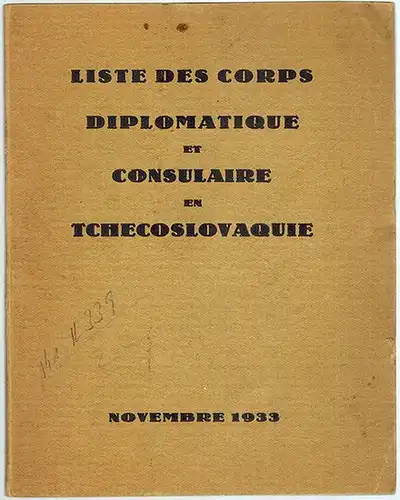 LISTE DES CORPS
DIPLOMATIQUE
ET
CONSULAIRE
EN
TCHECOSLOVAQUIE
NOVEMBRE 1933